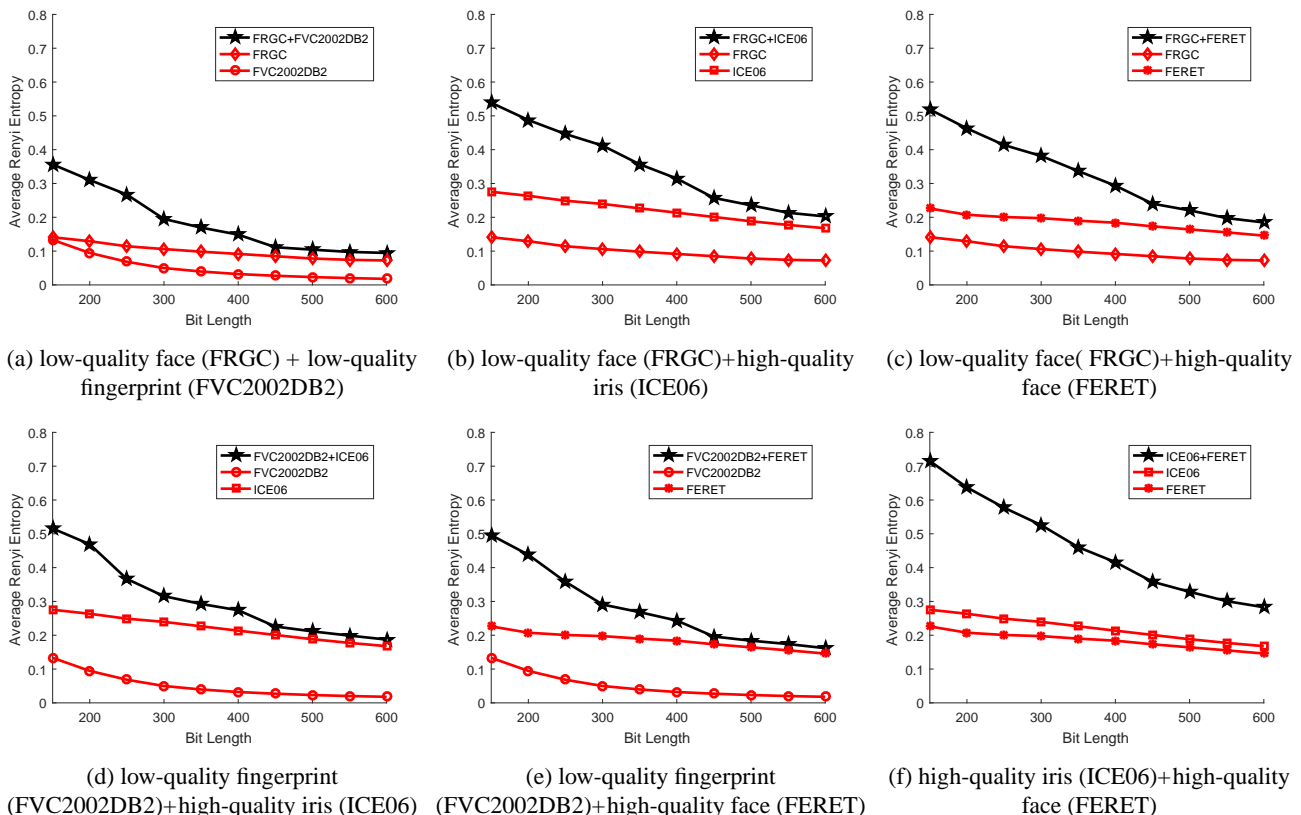 0.8
0.7
0.6
0.5
0.4
0.3
0.2
0.1
0
Average Renyi Entropy
FRGC+FVC2002DB2
FRGC
FVC2002DB2
200 300 400 500 600
Bit Length
(a) low-quality face (FRGC) + low-quality
fingerprint (FVC2002DB2)
0.8
0.7
0.6
0.5
0.4
0.3
0.2
0.1
0
Average Renyi Entropy
FRGC+ICE06
FRGC
ICE06
200 300 400 500 600
Bit Length
(b) low-quality face (FRGC)+high-quality
iris (ICE06)
0.8
0.7
0.6
0.5
0.4
0.3
0.2
0.1
0
Average Renyi Entropy
FRGC+FERET
FRGC
FERET
200 300 400 500 600
Bit Length
(c) low-quality face( FRGC)+high-quality
face (FERET)
0.8
0.7
0.6
0.5
0.4
0.3
0.2
0.1
0
Average Renyi Entropy
FVC2002DB2+ICE06
FVC2002DB2
ICE06
200 300 400 500 600
Bit Length
(d) low-quality fingerprint
(FVC2002DB2)+high-quality iris (ICE06)
0.8
0.7
0.6
0.5
0.4
0.3
0.2
0.1
0
Average Renyi Entropy
FVC2002DB2+FERET
FVC2002DB2
FERET
200 300 400 500 600
Bit Length
(e) low-quality fingerprint
(FVC2002DB2)+high-quality face (FERET)
0.8
0.7
0.6
0.5
0.4
0.3
0.2
0.1
0
Average Renyi Entropy
ICE06+FERET
ICE06
FERET
200 300 400 500 600
Bit Length
(f) high-quality iris (ICE06)+high-quality
face (FERET)